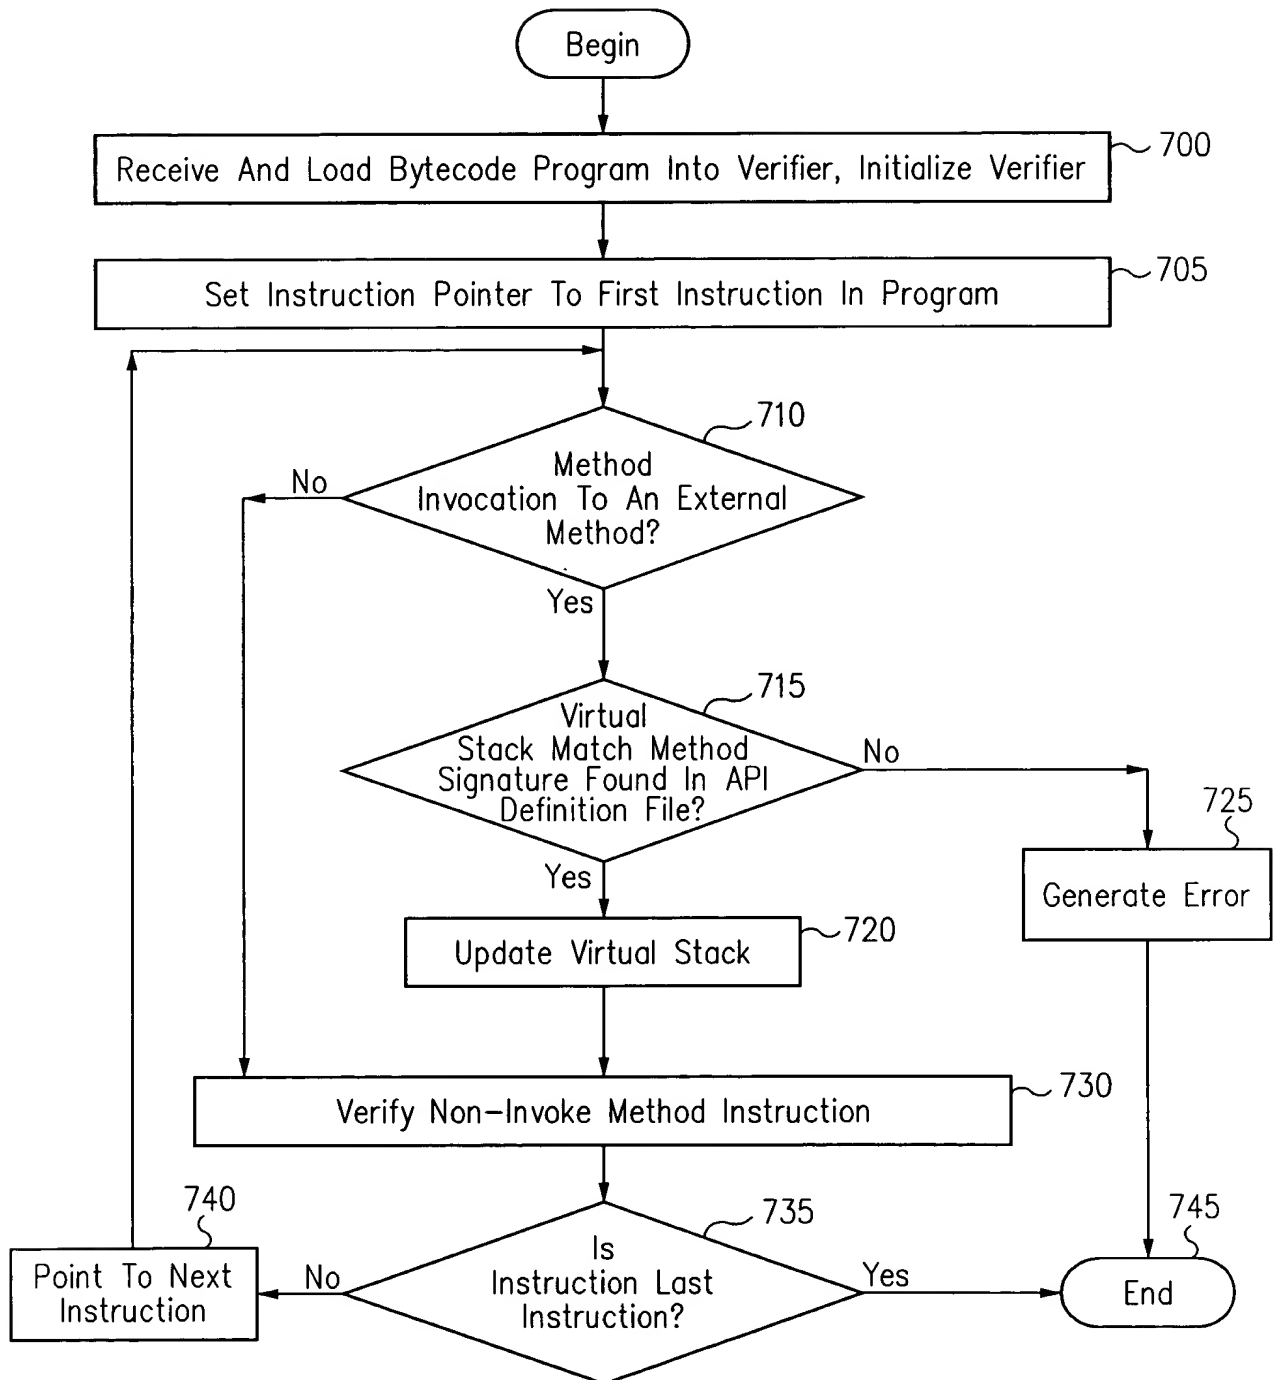 Begin
700
Receive And Load Bytecode Program Into Verifier, Initialize Verifier
705
Set Instruction Pointer To First Instruction In Program
710
Method
Invocation To An External
Method?
No
Yes
715
Virtual
Stack Match Method
Signature Found In API
Definition File?
No
Yes
725
Generate Error
720
Update Virtual Stack
730
Verify Non-Invoke Method Instruction
740
Point To Next
Instruction
735
Is
Instruction Last
Instruction?
No
Yes
745
End